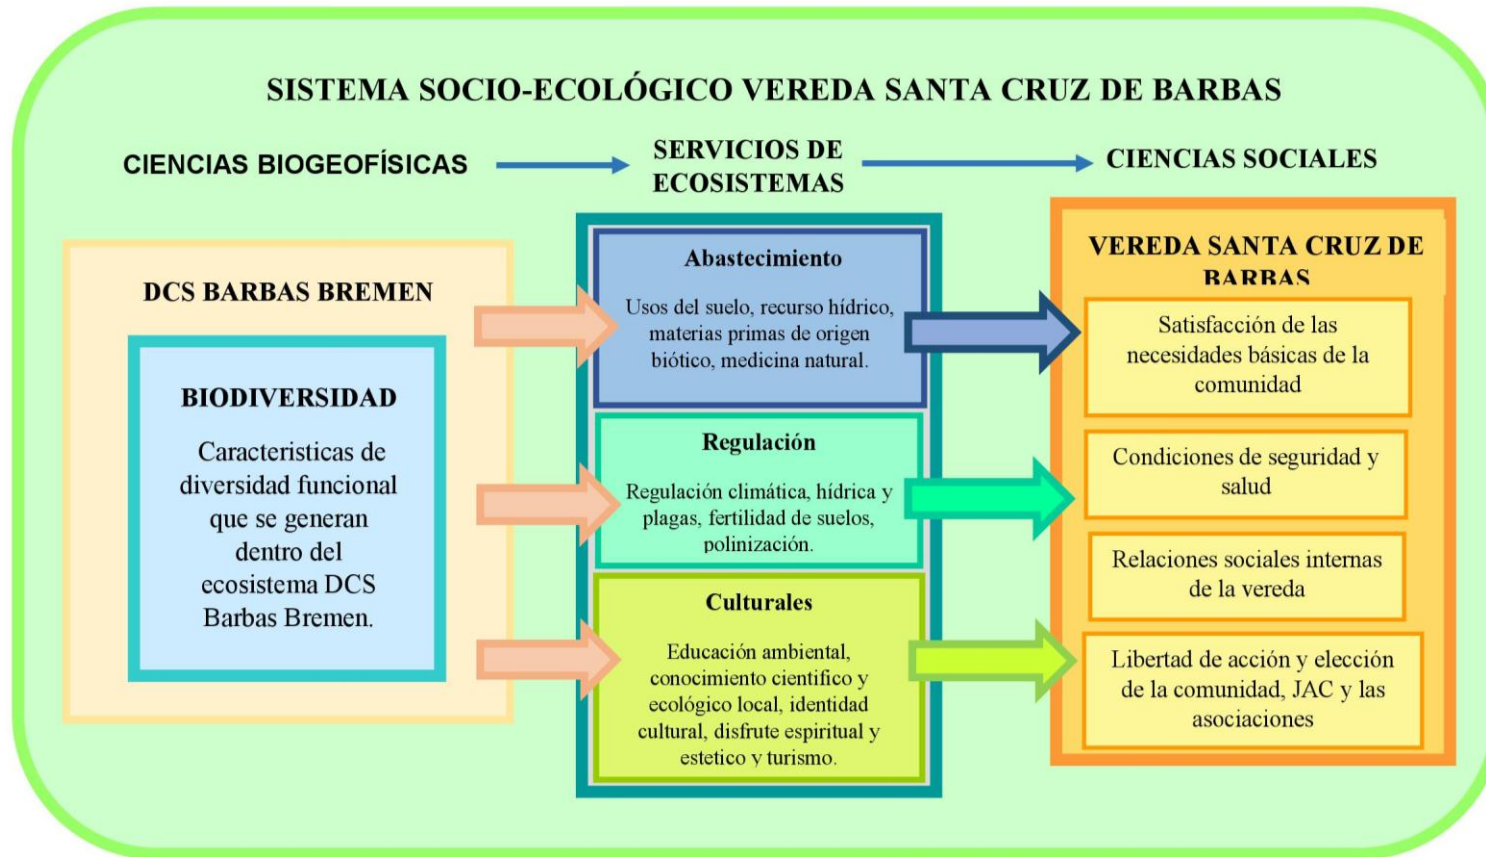 SISTEMA SOCIO-ECOLÓGICO VEREDA SANTA CRUZ DE BARBAS
CIENCIAS BIOGEOFÍSICAS
SERVICIOS DE
ECOSISTEMAS
CIENCIAS SOCIALES
DCS BARBAS BREMEN
BIODIVERSIDAD
Caracteristicas de
diversidad funcional
que se generan
dentro del
ecosistema DCS
Barbas Bremen.
Abastecimiento
Usos del suelo, recurso hídrico,
materias primas de origen
biótico, medicina natural.
Regulación
Regulación climática, hídrica y
plagas, fertilidad de suelos,
polinización.
Culturales
Educación ambiental,
conocimiento cientifico y
ecológico local, identidad
cultural, disfrute espiritual y
estetico y turismo.
VEREDA SANTA CRUZ DE
BARBAS
Satisfacción de las
necesidades básicas de la
comunidad
Condiciones de seguridad y
salud
Relaciones sociales internas
de la vereda
Libertad de acción y elección
de la comunidad, JAC y las
asociaciones